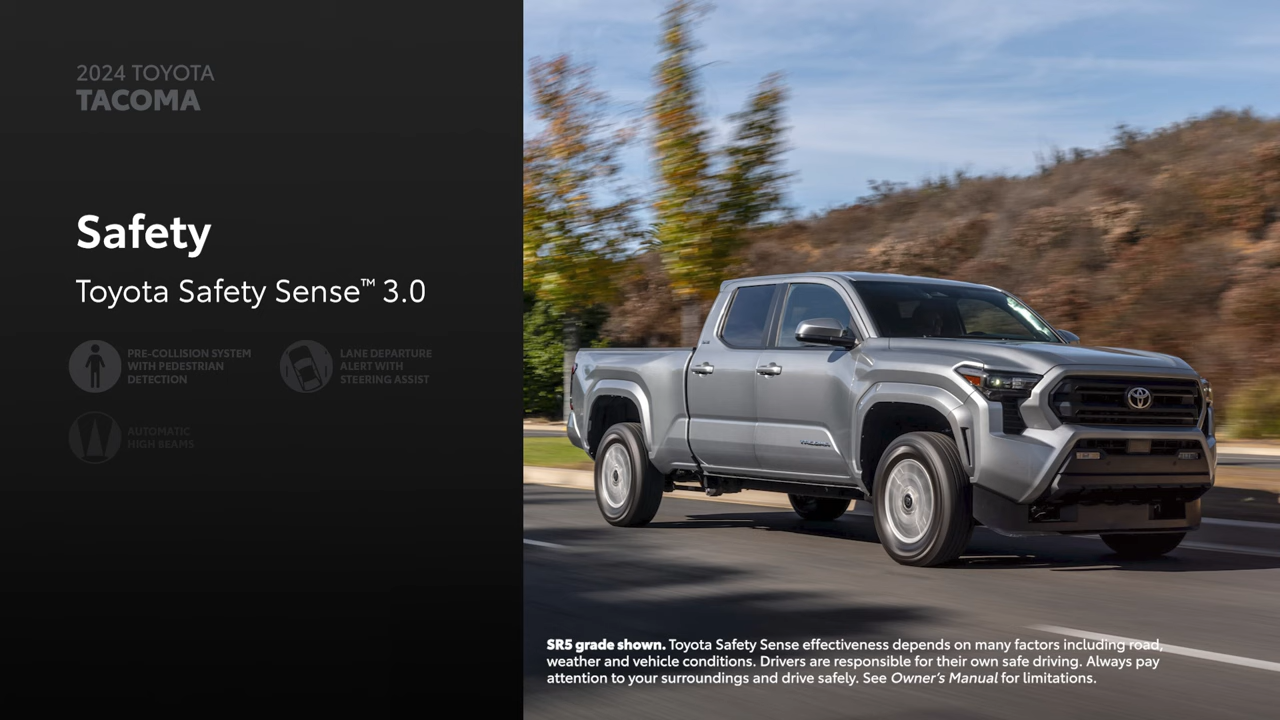 2024 TOYOTA
TACOMA
Safety
Toyota Safety Sense™ 3.0
PRE-COLLISION SYSTEM
WITH PEDESTRIAN
DETECTION
LANE DEPARTURE
ALERT WITH
STEERING ASSIST
AUTOMATIC
HIGH BEAMS
TACOMA
SR5 grade shown. Toyota Safety Sense effectiveness depends on many factors including road,
weather and vehicle conditions. Drivers are responsible for their own safe driving. Always pay
attention to your surroundings and drive safely. See Owner's Manual for limitations.